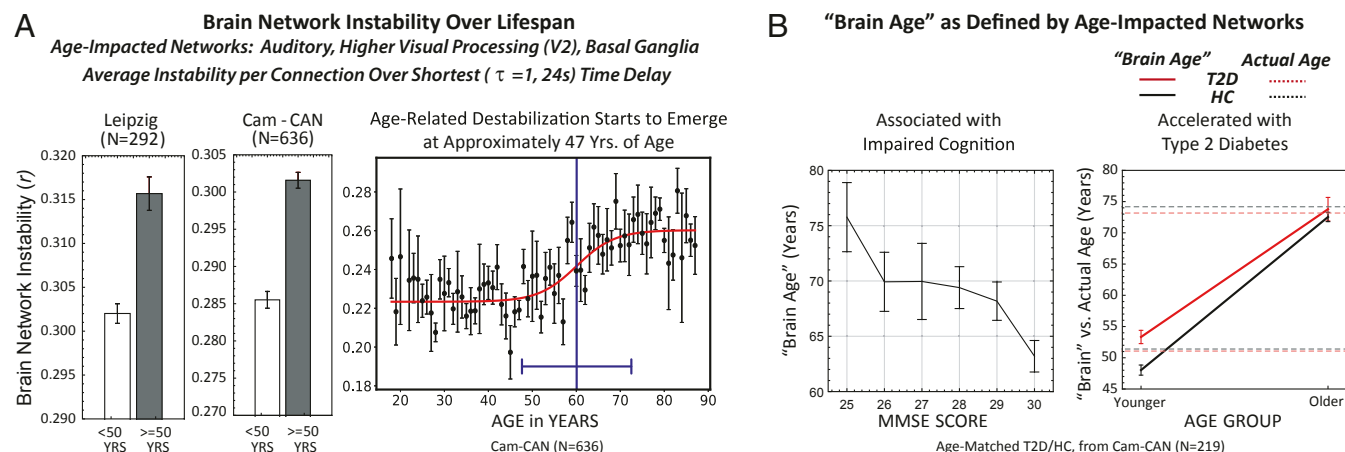 A
Brain Network Instability Over Lifespan
Age-Impacted Networks: Auditory, Higher Visual Processing (V2), Basal Ganglia
Average Instability per Connection Over Shortest ( τ =1, 24s) Time Delay
Leipzig
(N=292)
Cam - CAN
(N=636)
Age-Related Destabilization Starts to Emerge
at Approximately 47 Yrs. of Age
Brain Network Instability (r)
0.320
0.315
0.310
0.305
0.300
0.295
0.290
<50
YRS
>=50
YRS
0.305
0.300
0.295
0.290
0.285
0.280
0.275
0.270
<50
YRS
>=50
YRS
0.26
0.24
0.22
0.20
0.18
20 30 40 50 60 70 80 90
AGE in YEARS
Cam-CAN (N=636)
B
“Brain Age” as Defined by Age-Impacted Networks
“Brain Age” Actual Age
T2D
HC
Associated with
Impaired Cognition
“Brain Age” (Years)
80
75
70
65
60
25 26 27 28 29 30
MMSE SCORE
Accelerated with
Type 2 Diabetes
“Brain” vs. Actual Age (Years)
85
80
75
70
65
60
55
50
45
Younger Older
AGE GROUP
Age-Matched T2D/HC, from Cam-CAN (N=219)